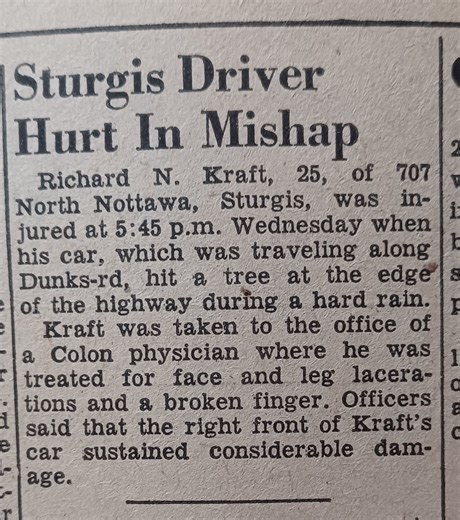 Sturgis Driver
Hurt In Mishap
Richard N. Kraft, 25, of 707
North Nottawa, Sturgis, was in-
jured at 5:45 p.m. Wednesday when
his car, which was traveling along
Dunks-rd, hit a tree at the edge
of the highway during a hard rain.
Kraft was taken to the office of
a Colon physician where he was
treated for face and leg lacera-
tions and a broken finger. Officers
said that the right front of Kraft's
car sustained considerable dam-
age.